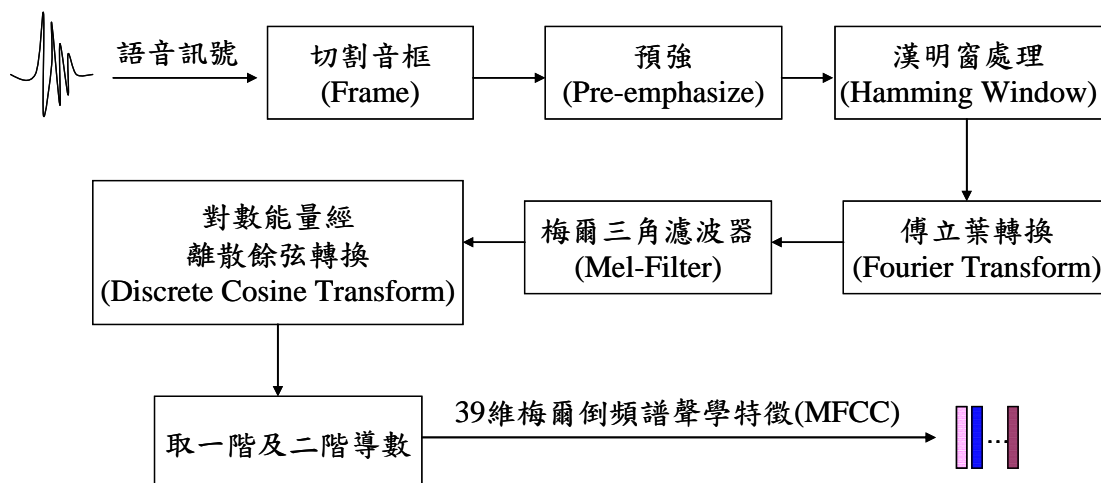 語音訊號
切割音框
(Frame)
預強
(Pre-emphasize)
漢明窗處理
(Hamming Window)
傅立葉轉換
(Fourier Transform)
梅爾三角濾波器
(Mel-Filter)
對數能量經
離散餘弦轉換
(Discrete Cosine Transform)
取一階及二階導數
39維梅爾倒頻譜聲學特徵(MFCC)
...